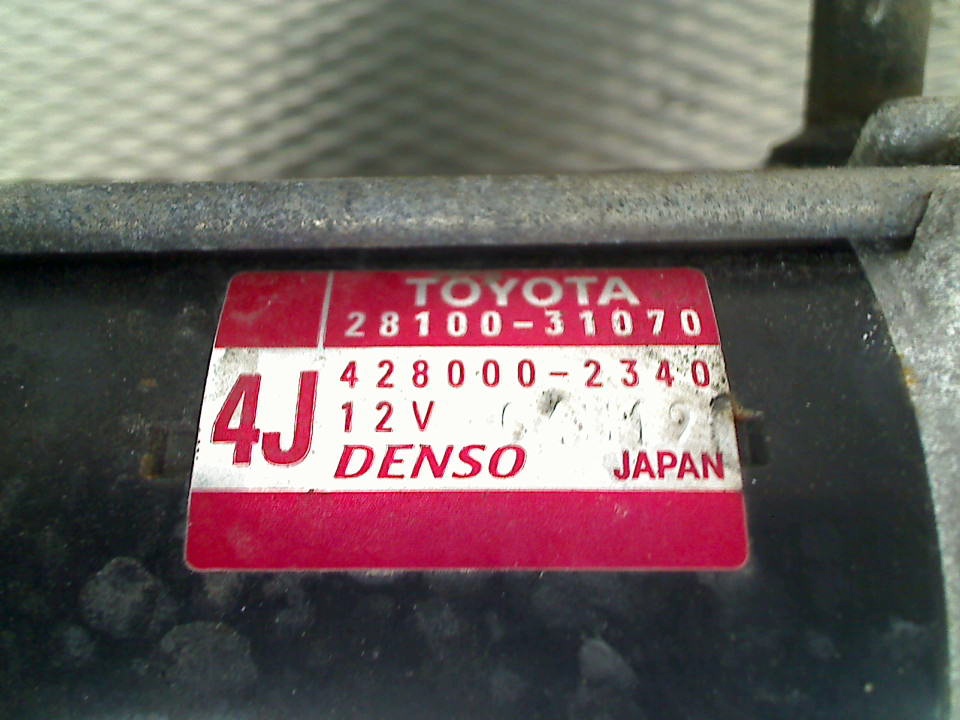 TOYOTA
28100-31070
4J
428000-2340
12V
DENSO JAPAN